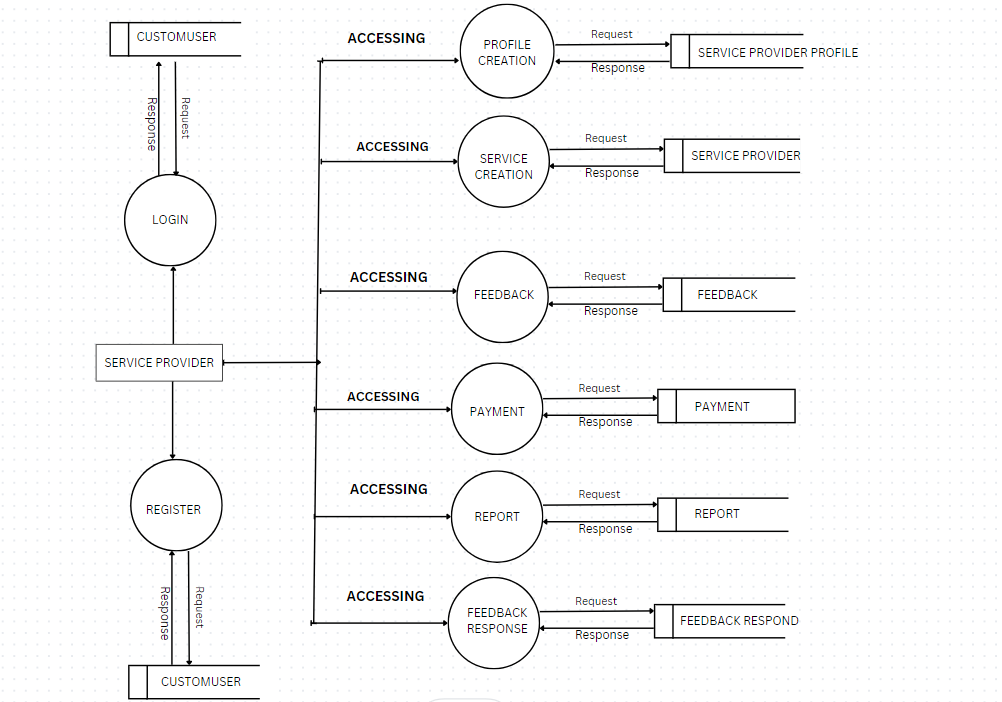 CUSTOMUSER
Response
Request
LOGIN
SERVICE PROVIDER
REGISTER
Response
Request
CUSTOMUSER
ACCESSING
PROFILE
CREATION
Request
Response
SERVICE PROVIDER PROFILE
ACCESSING
SERVICE
CREATION
Request
Response
SERVICE PROVIDER
ACCESSING
FEEDBACK
Request
Response
FEEDBACK
ACCESSING
PAYMENT
Request
Response
PAYMENT
ACCESSING
REPORT
Request
Response
REPORT
ACCESSING
FEEDBACK
RESPONSE
Request
Response
FEEDBACK RESPOND